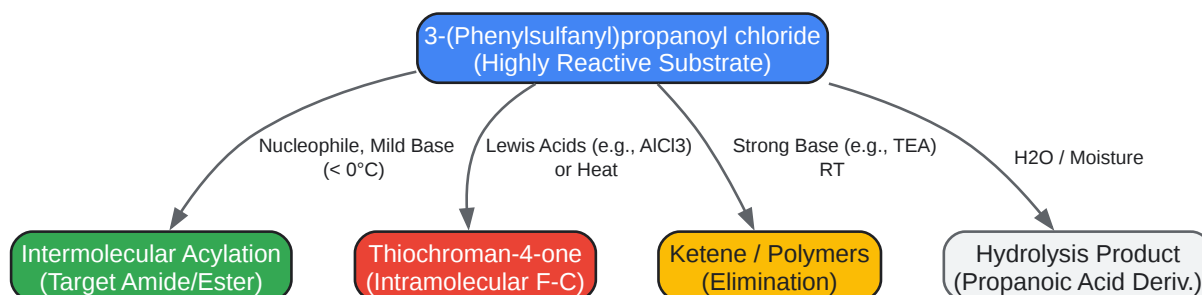 3-(Phenylsulfanyl)propanoyl chloride
(Highly Reactive Substrate)
Nucleophile, Mild Base
(< 0°C)
Lewis Acids (e.g., AlCl3)
or Heat
Strong Base (e.g., TEA)
RT
H2O / Moisture
Intermolecular Acylation
(Target Amide/Ester)
Thiochroman-4-one
(Intramolecular F-C)
Ketene / Polymers
(Elimination)
Hydrolysis Product
(Propanoic Acid Deriv.)